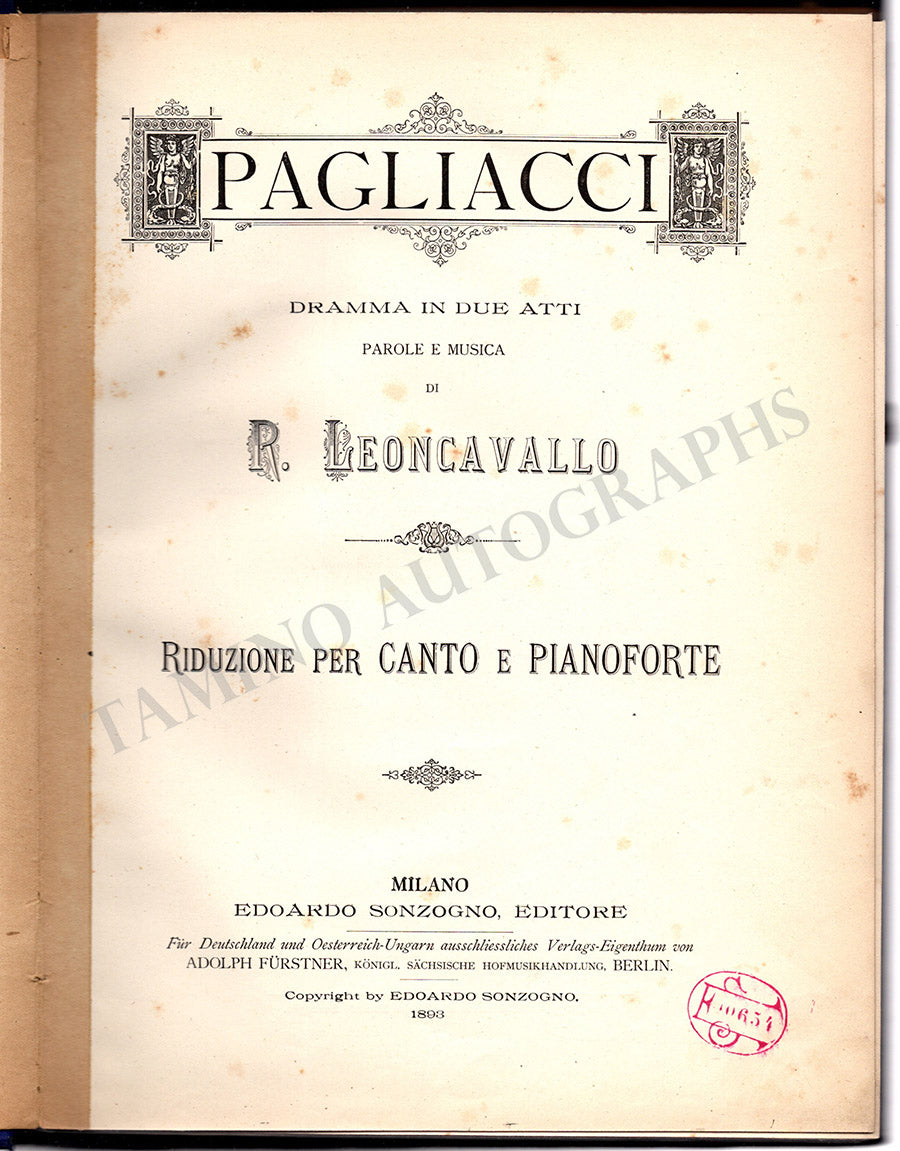 PAGLIACCI
DRAMMA IN DUE ATTI
PAROLE E MUSICA
DI
R. LEONCAVALLO
RIDUZIONE PER CANTO E PIANOFORTE
MILANO
EDOARDO SONZOGNO, EDITORE
Für Deutschland und Oesterreich-Ungarn ausschliessliches Verlags-Eigenthum von
ADOLPH FÜRSTNER, KÖNIGL. SÄCHSISCHE HOFMUSIKHANDLUNG, BERLIN.
Copyright by EDOARDO SONZOGNO.
1893
TAMINO AUTOGRAPHS